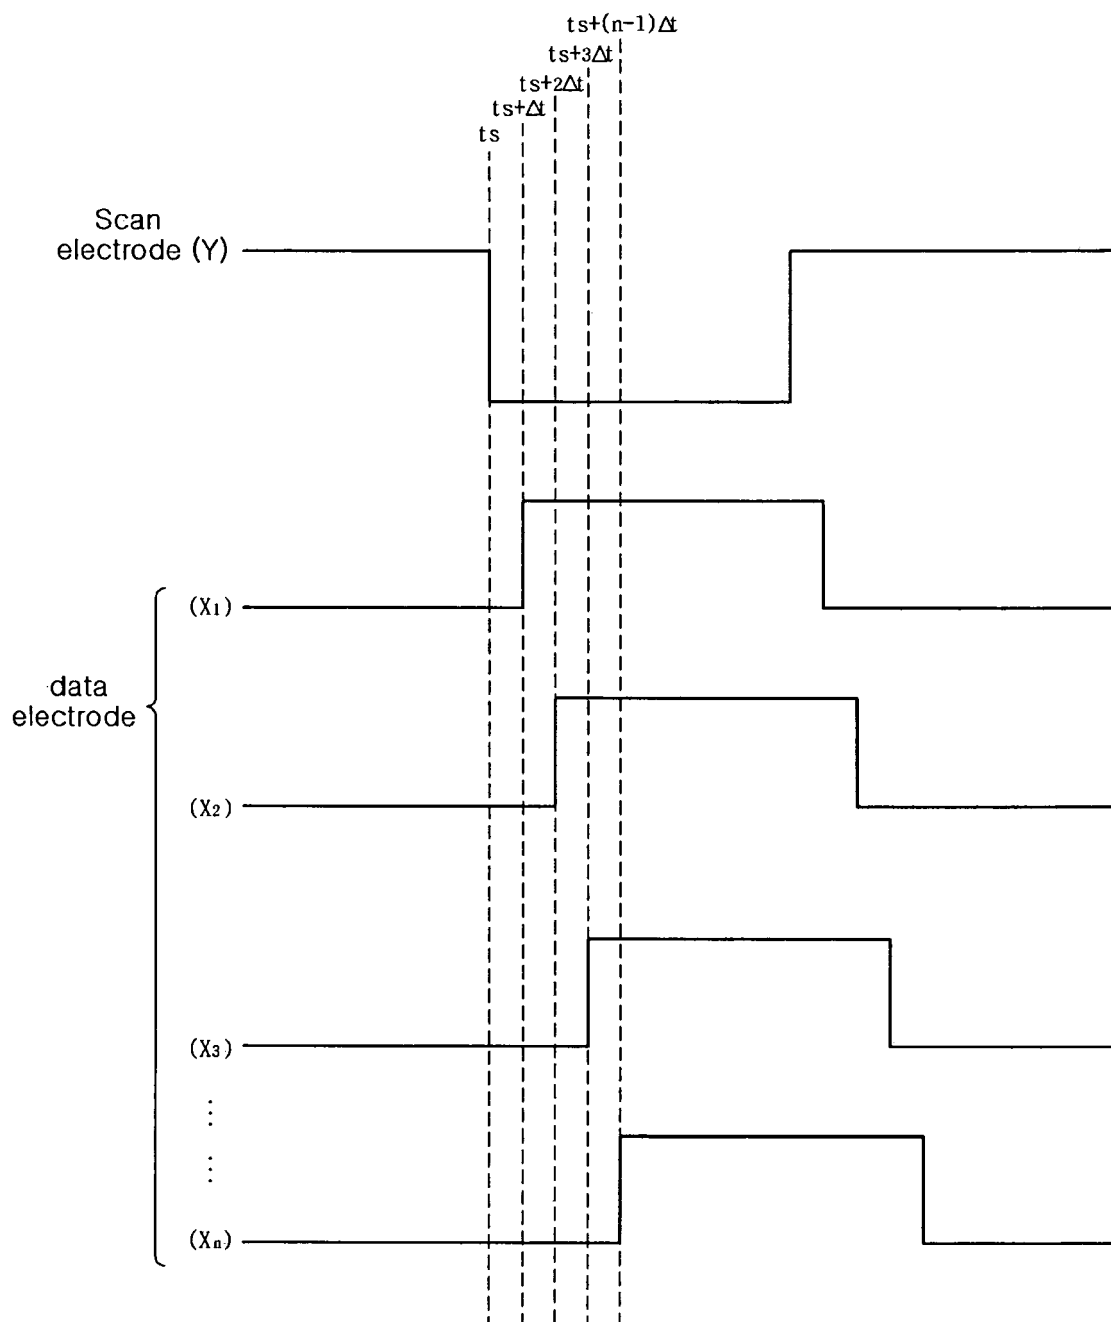 ts+(n-1)Δt
ts+3Δt
ts+2Δt
ts+Δt
ts
Scan
electrode (Y)
(X1)
data
electrode
(X2)
(X3)
⋮
⋮
(Xn)